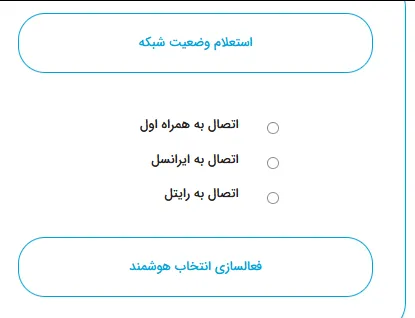 استعلام وضعیت شبکه
اتصال به همراه اول
اتصال به ایرانسل
اتصال به رایتل
فعالسازی انتخاب هوشمند